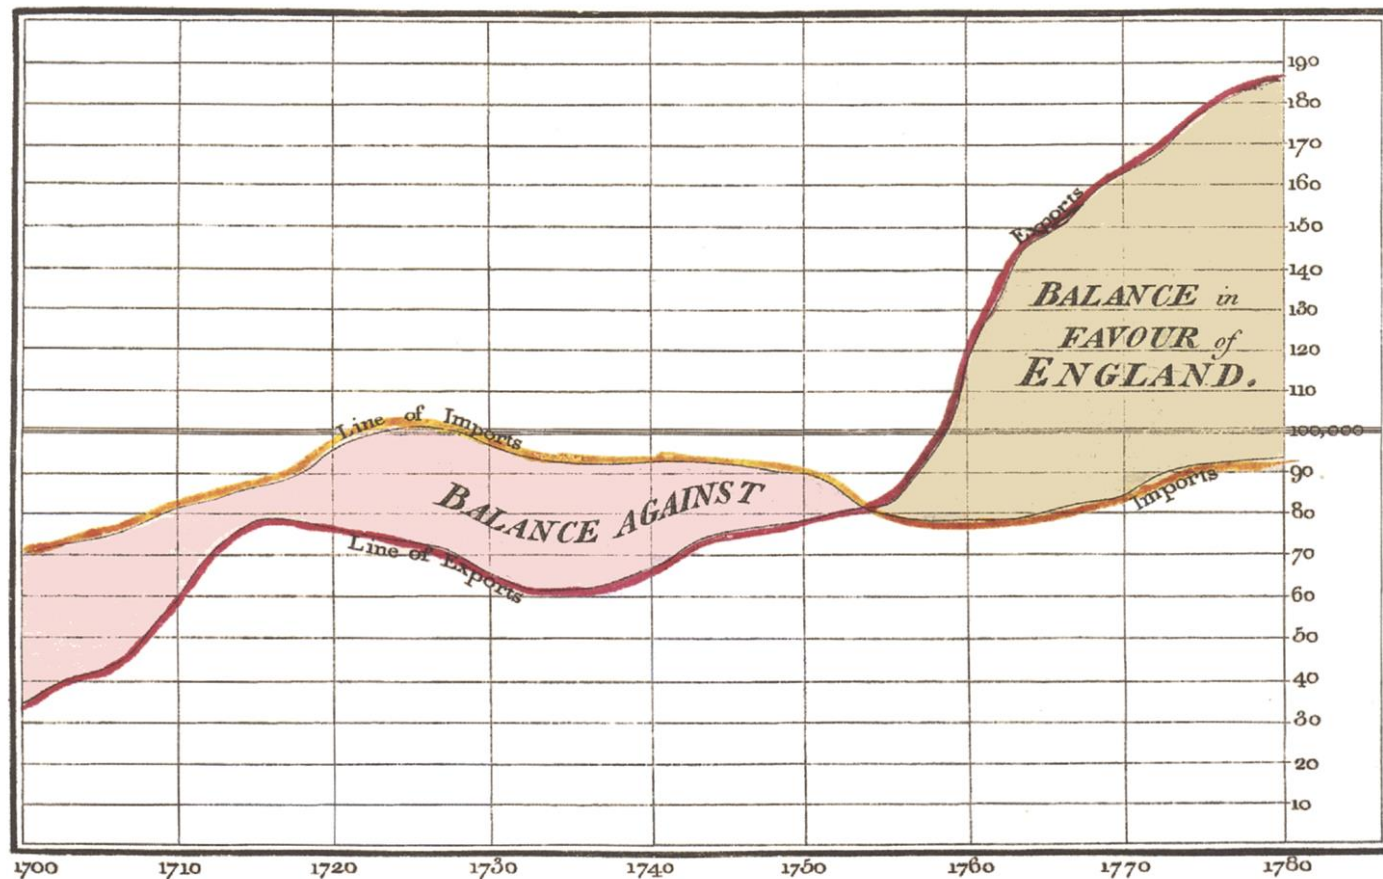 190
180
170
160
150
140
130
120
110
100,000
90
80
70
60
50
40
30
20
10
Exports
BALANCE in
FAVOUR of
ENGLAND.
Line of Imports
BALANCE AGAINST
Imports
Line of Exports
1700 1710 1720 1730 1740 1750 1760 1770 1780